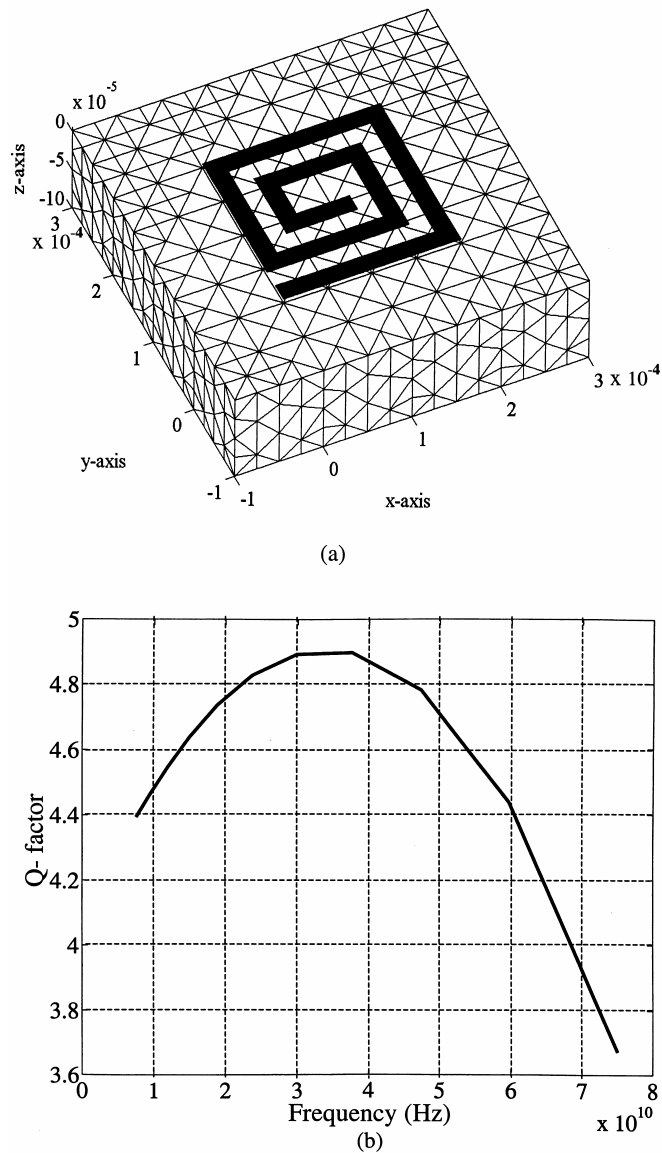 x 10⁻⁵
0
-5
-10
z-axis
3
x 10⁻⁴
2
1
0
-1
y-axis
-1
0
1
2
3 x 10⁻⁴
x-axis
(a)
5
4.8
4.6
4.4
4.2
4
3.8
3.6
Q- factor
0 1 2 3 4 5 6 7 8
Frequency (Hz)
x 10¹⁰
(b)